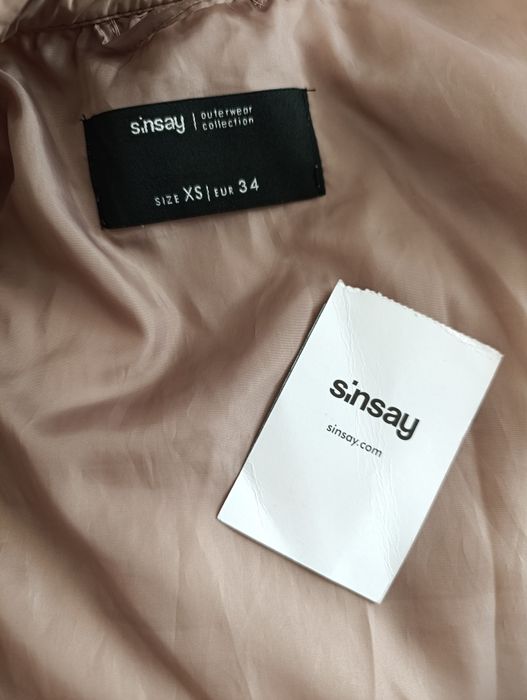 sinsay | outerwear
collection
SIZE XS | EUR 34
sinsay
sinsay.com